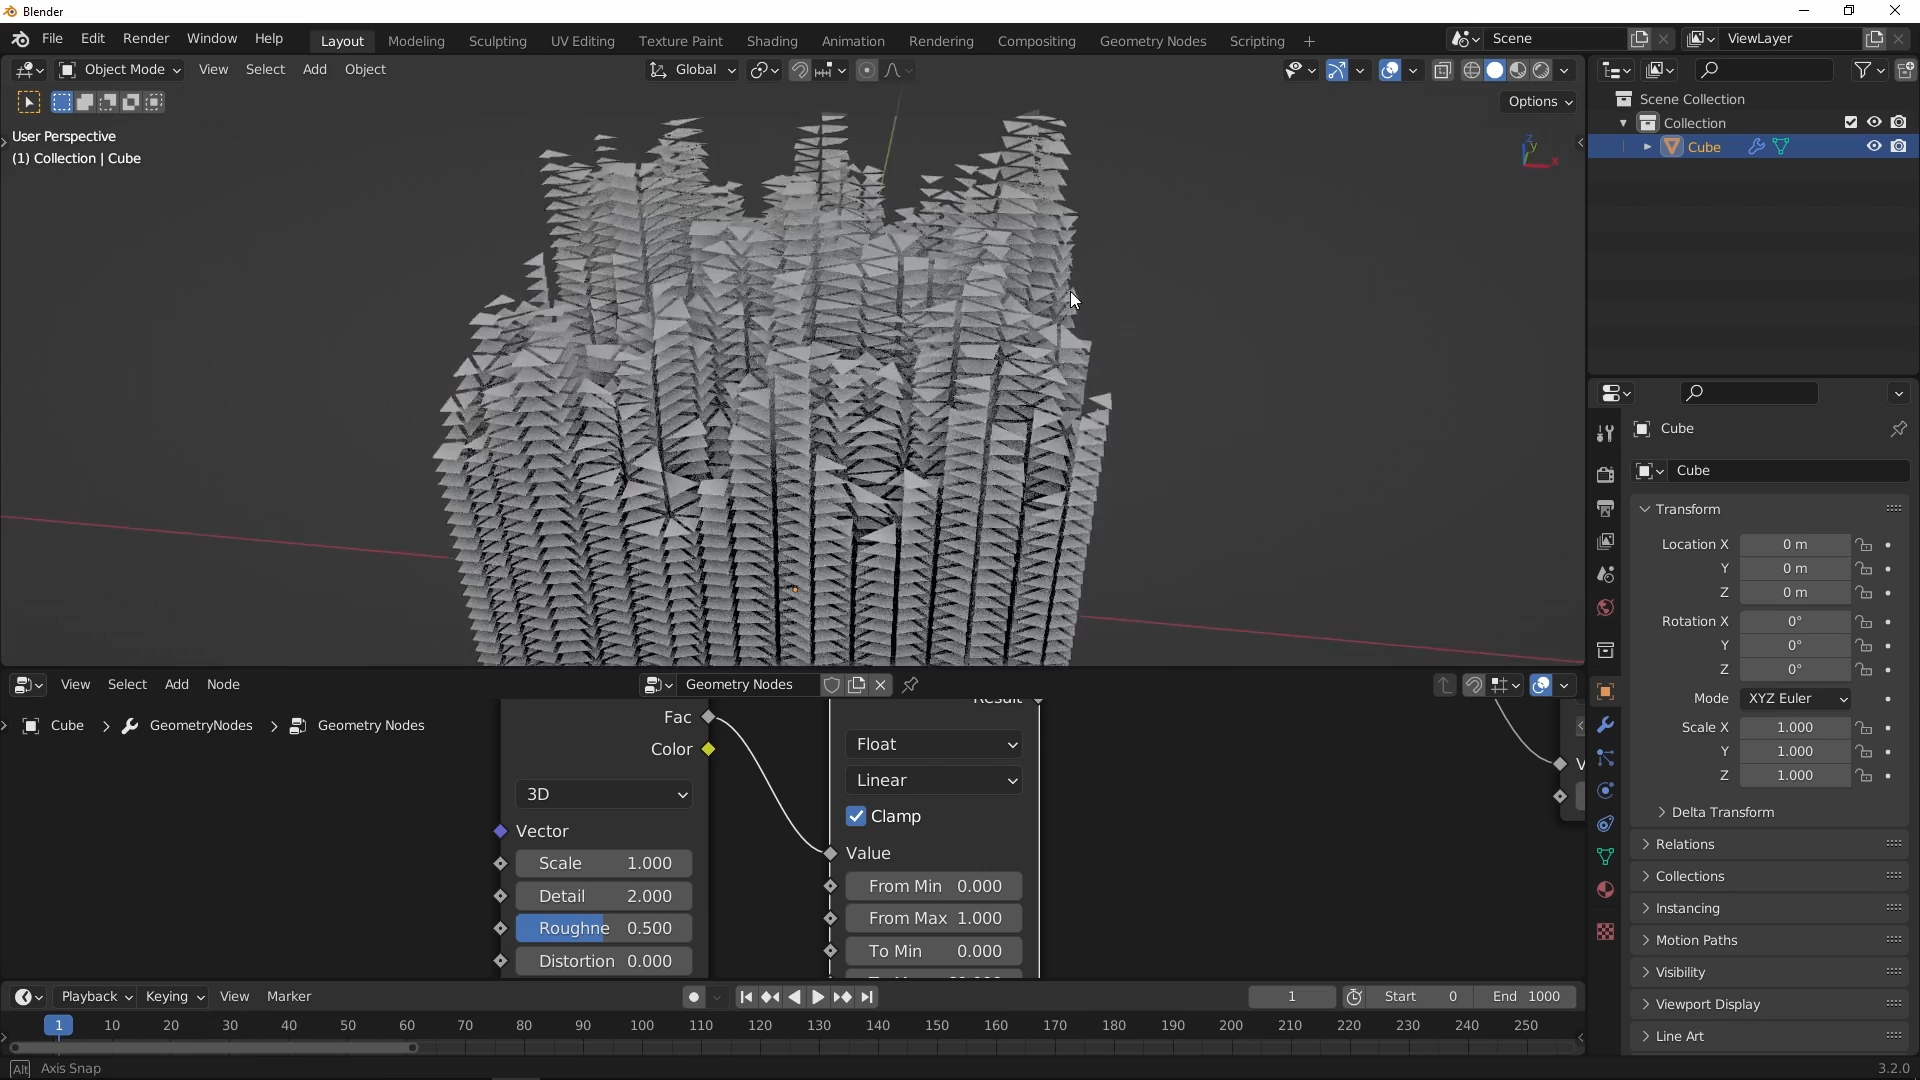 Blender
File Edit Render Window Help
Layout Modeling Sculpting UV Editing Texture Paint Shading Animation Rendering Compositing Geometry Nodes Scripting +
Scene
ViewLayer
Object Mode View Select Add Object
Global
Options
User Perspective
(1) Collection | Cube
Z
Y
X
Scene Collection
Collection
Cube
Cube
Cube
Transform
Location X 0 m
Y 0 m
Z 0 m
Rotation X 0°
Y 0°
Z 0°
Mode XYZ Euler
Scale X 1.000
Y 1.000
Z 1.000
Delta Transform
Relations
Collections
Instancing
Motion Paths
Visibility
Viewport Display
Line Art
View Select Add Node
Geometry Nodes
Cube > GeometryNodes > Geometry Nodes
Fac
Color
3D
Vector
Scale 1.000
Detail 2.000
Roughne 0.500
Distortion 0.000
Result
Float
Linear
Clamp
Value
From Min 0.000
From Max 1.000
To Min 0.000
Playback Keying View Marker
1
Start 0
End 1000
1 10 20 30 40 50 60 70 80 90 100 110 120 130 140 150 160 170 180 190 200 210 220 230 240 250
Alt Axis Snap
3.2.0